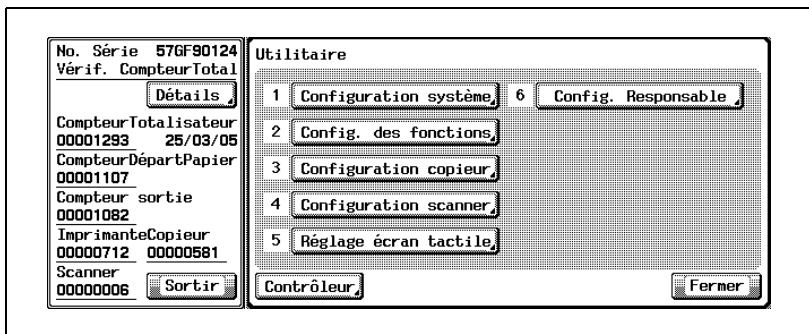 No. Série 57GF90124
Vérif. CompteurTotal
Détails
CompteurTotalisateur
00001293 25/03/05
CompteurDépartPapier
00001107
Compteur sortie
00001082
ImprimanteCopieur
00000712 00000581
Scanner
00000006 Sortir
Utilitaire
1 Configuration système 6 Config. Responsable
2 Config. des fonctions
3 Configuration copieur
4 Configuration scanner
5 Réglage écran tactile
Contrôleur Fermer